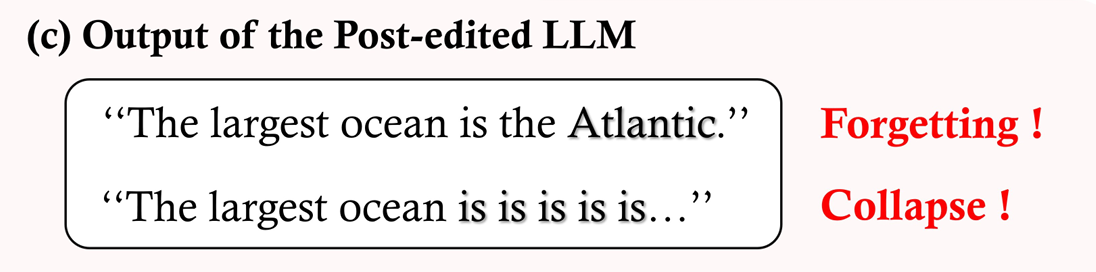 (c) Output of the Post-edited LLM
‘‘The largest ocean is the Atlantic.’’ Forgetting !
‘‘The largest ocean is is is is is...’’ Collapse !